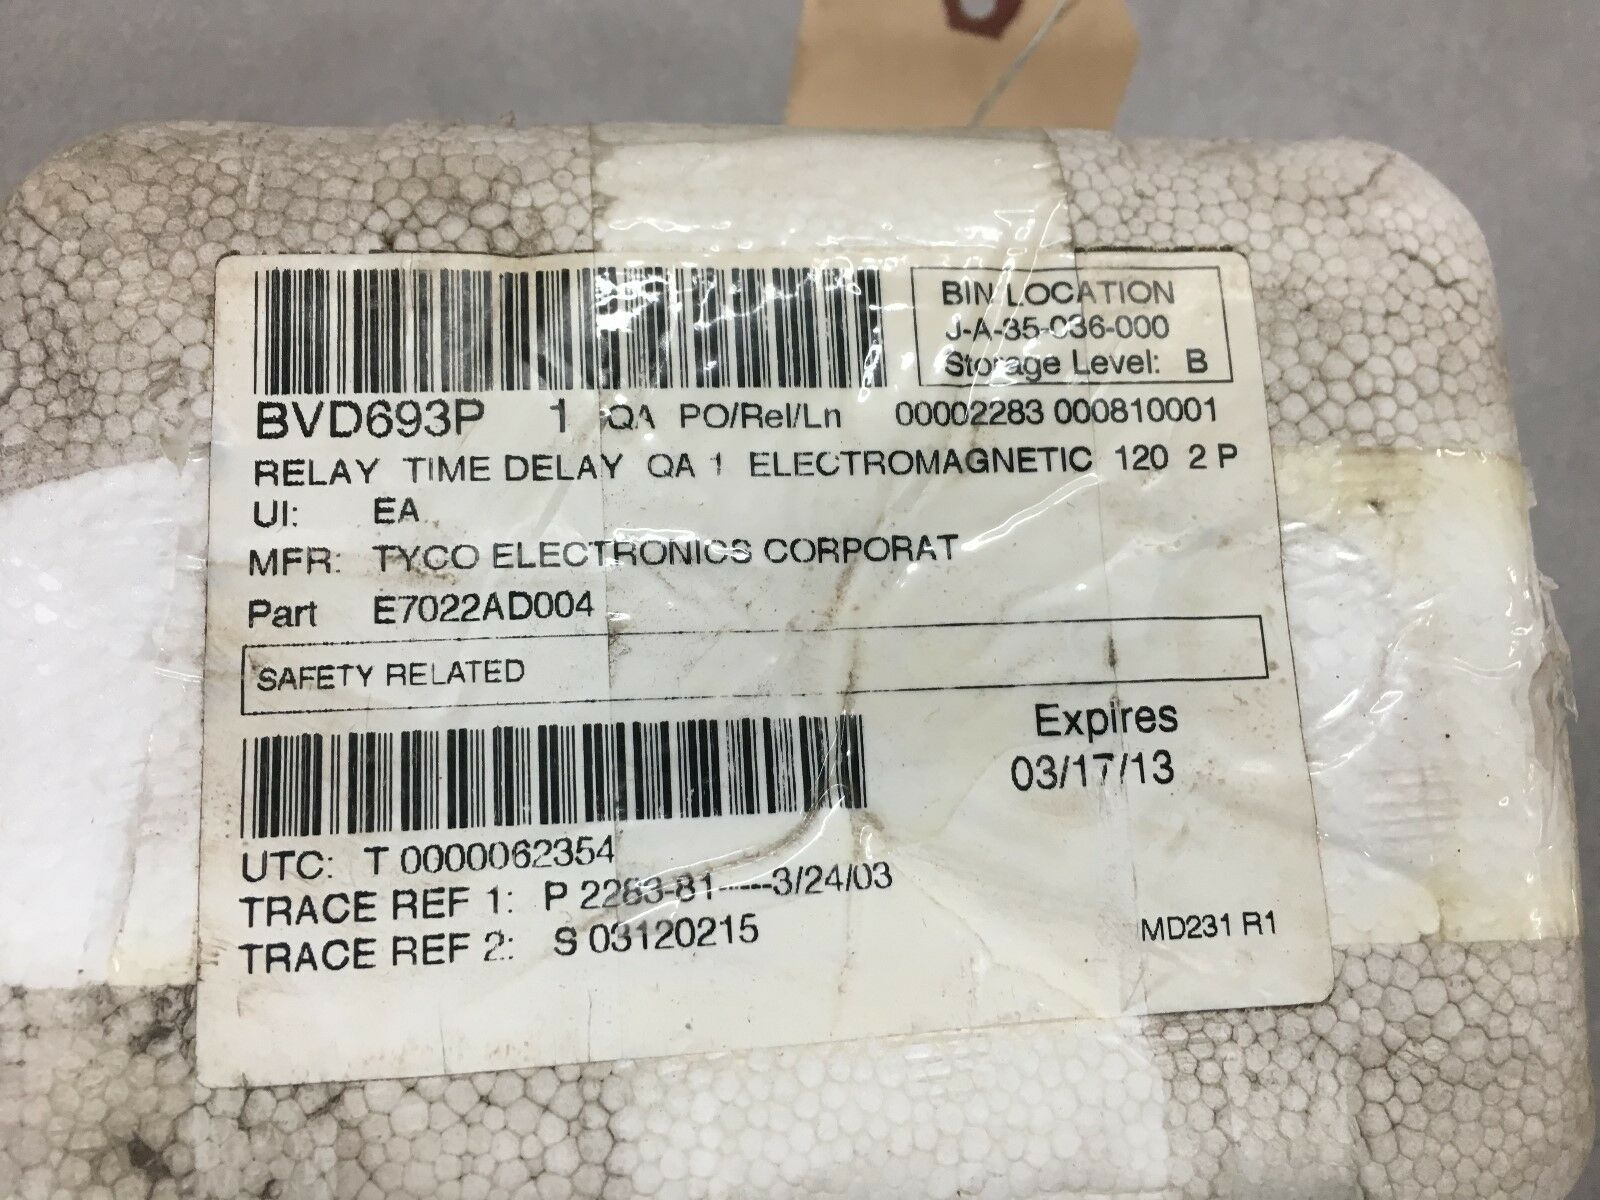 BIN LOCATION
J-A-35-036-000
Storage Level: B
BVD693P 1 QA PO/Rel/Ln 00002283 000810001
RELAY TIME DELAY QA 1 ELECTROMAGNETIC 120 2 P
UI: EA
MFR: TYCO ELECTRONICS CORPORAT
Part E7022AD004
SAFETY RELATED
Expires
03/17/13
UTC: T 0000062354
TRACE REF 1: P 2283-81-----3/24/03
TRACE REF 2: S 03120215
MD231 R1